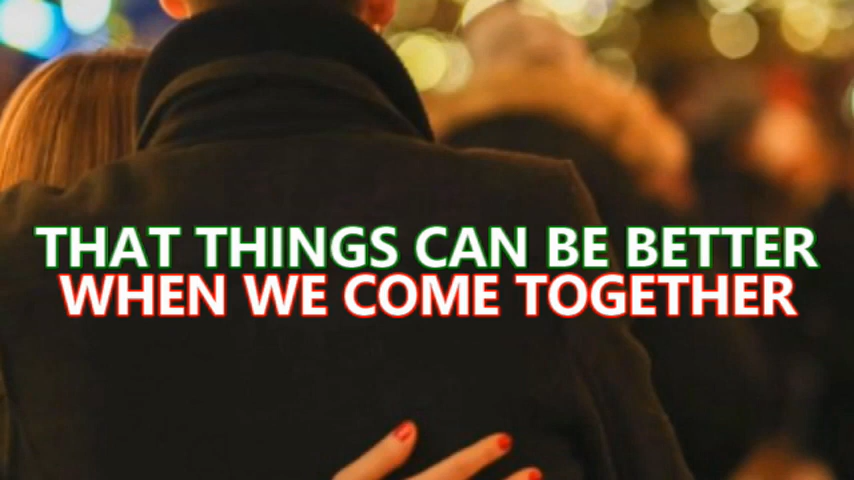 THAT THINGS CAN BE BETTER
WHEN WE COME TOGETHER